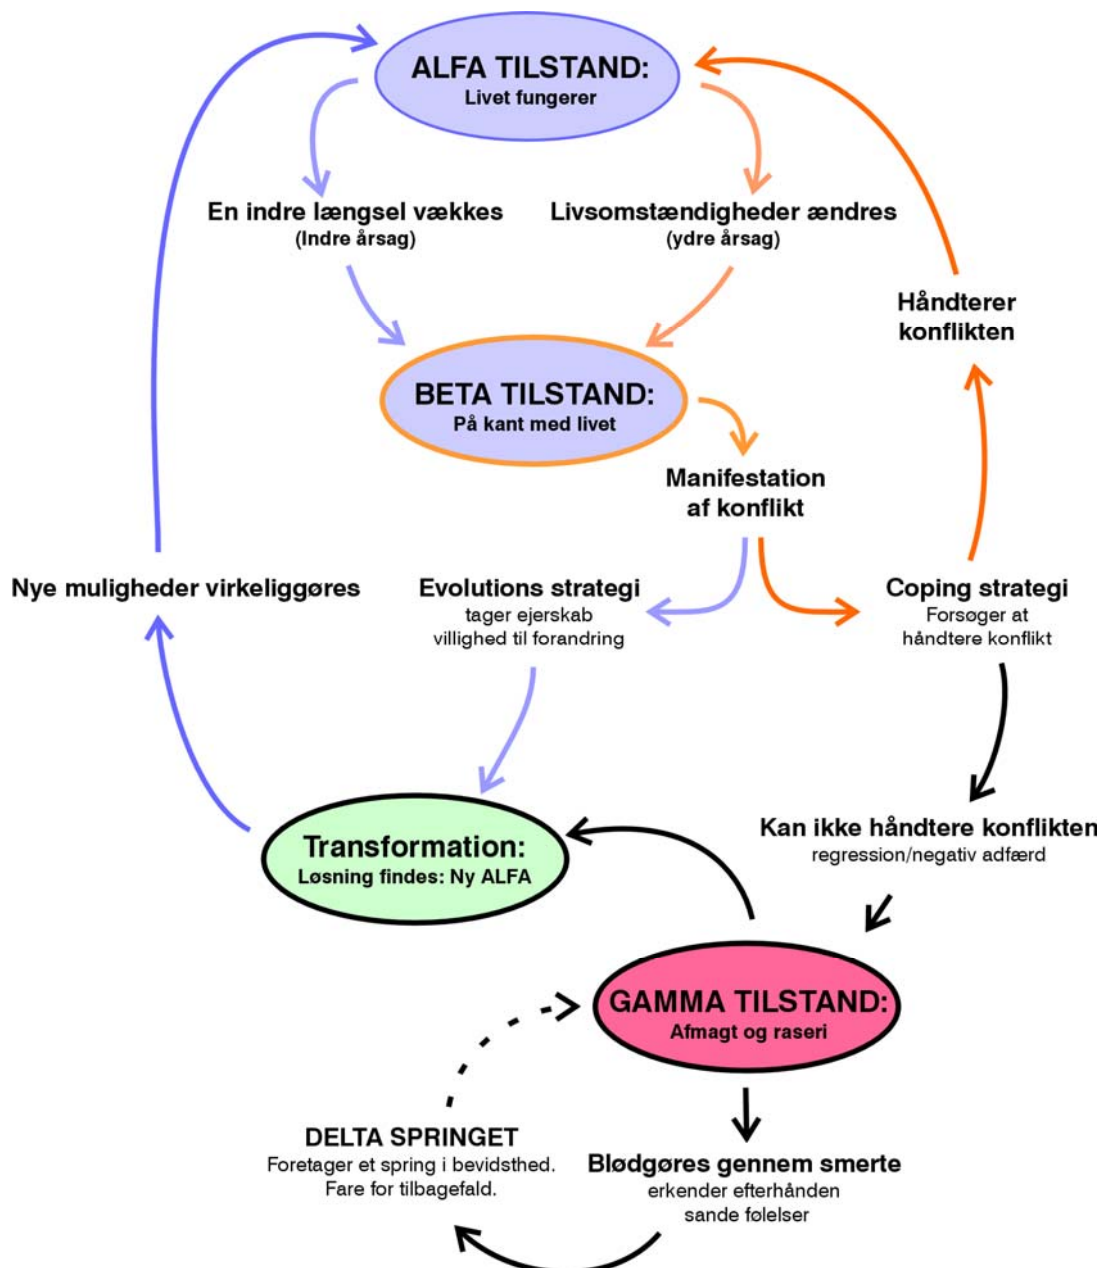 ALFA TILSTAND:
Livet fungerer
En indre længsel vækkes
(Indre årsag)
Livsomstændigheder ændres
(ydre årsag)
Håndterer
konflikten
BETA TILSTAND:
På kant med livet
Manifestation
af konflikt
Nye muligheder virkeliggøres
Evolutions strategi
tager ejerskab
villighed til forandring
Coping strategi
Forsøger at
håndtere konflikt
Transformation:
Løsning findes: Ny ALFA
Kan ikke håndtere konflikten
regression/negativ adfærd
GAMMA TILSTAND:
Afmagt og raseri
DELTA SPRINGET
Foretager et spring i bevidsthed.
Fare for tilbagefald.
Blødgøres gennem smerte
erkender efterhånden
sande følelser